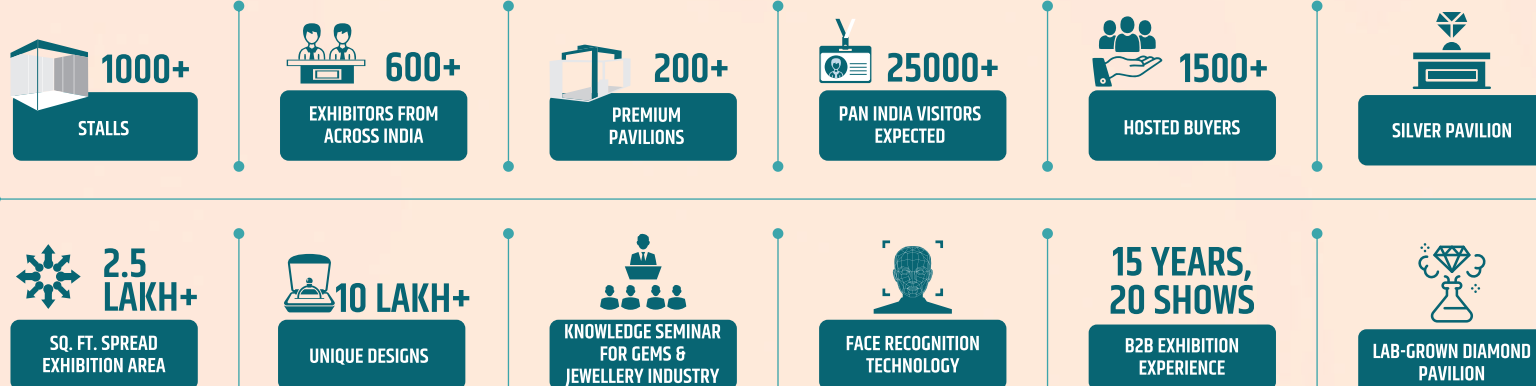 1000+
STALLS
600+
EXHIBITORS FROM
ACROSS INDIA
200+
PREMIUM
PAVILIONS
25000+
PAN INDIA VISITORS
EXPECTED
1500+
HOSTED BUYERS
SILVER PAVILION
2.5
LAKH+
SQ. FT. SPREAD
EXHIBITION AREA
10 LAKH+
UNIQUE DESIGNS
KNOWLEDGE SEMINAR
FOR GEMS &
JEWELLERY INDUSTRY
FACE RECOGNITION
TECHNOLOGY
15 YEARS,
20 SHOWS
B2B EXHIBITION
EXPERIENCE
LAB-GROWN DIAMOND
PAVILION